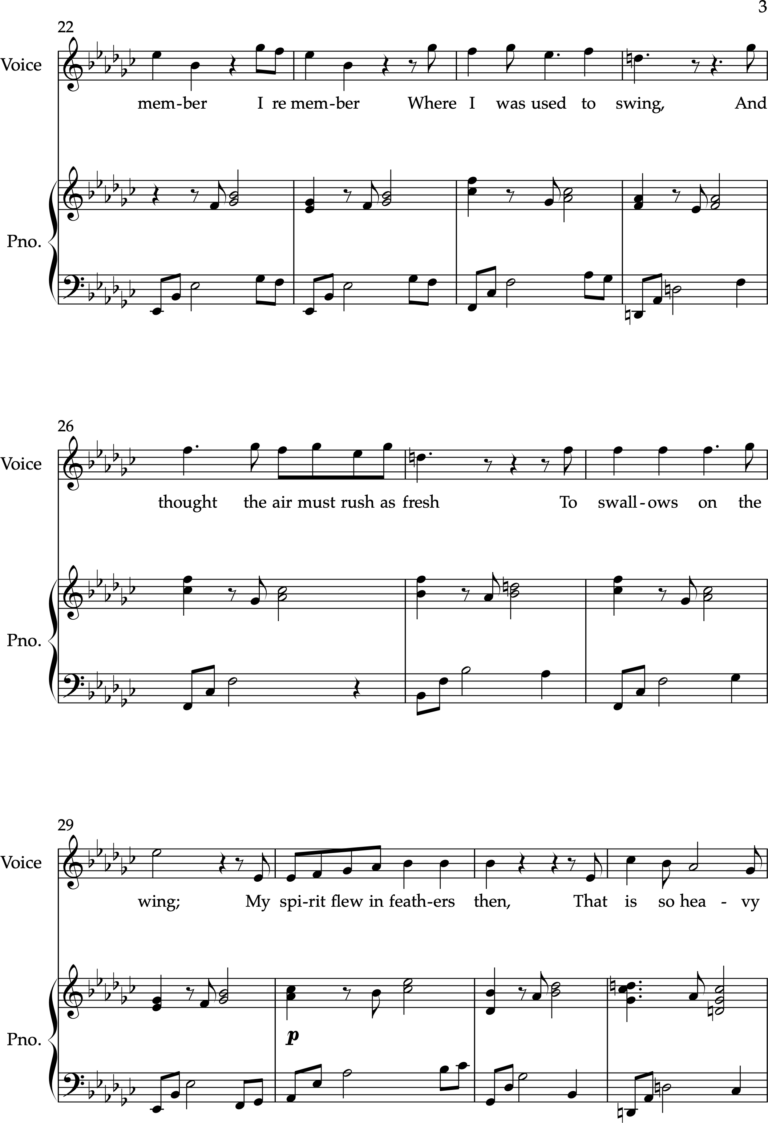 3
22
Voice
mem-ber I re mem-ber Where I was used to swing, And
Pno.
26
Voice
thought the air must rush as fresh To swall-ows on the
Pno.
29
Voice
wing; My spi-rit flew in feath-ers then, That is so hea - vy
p
Pno.